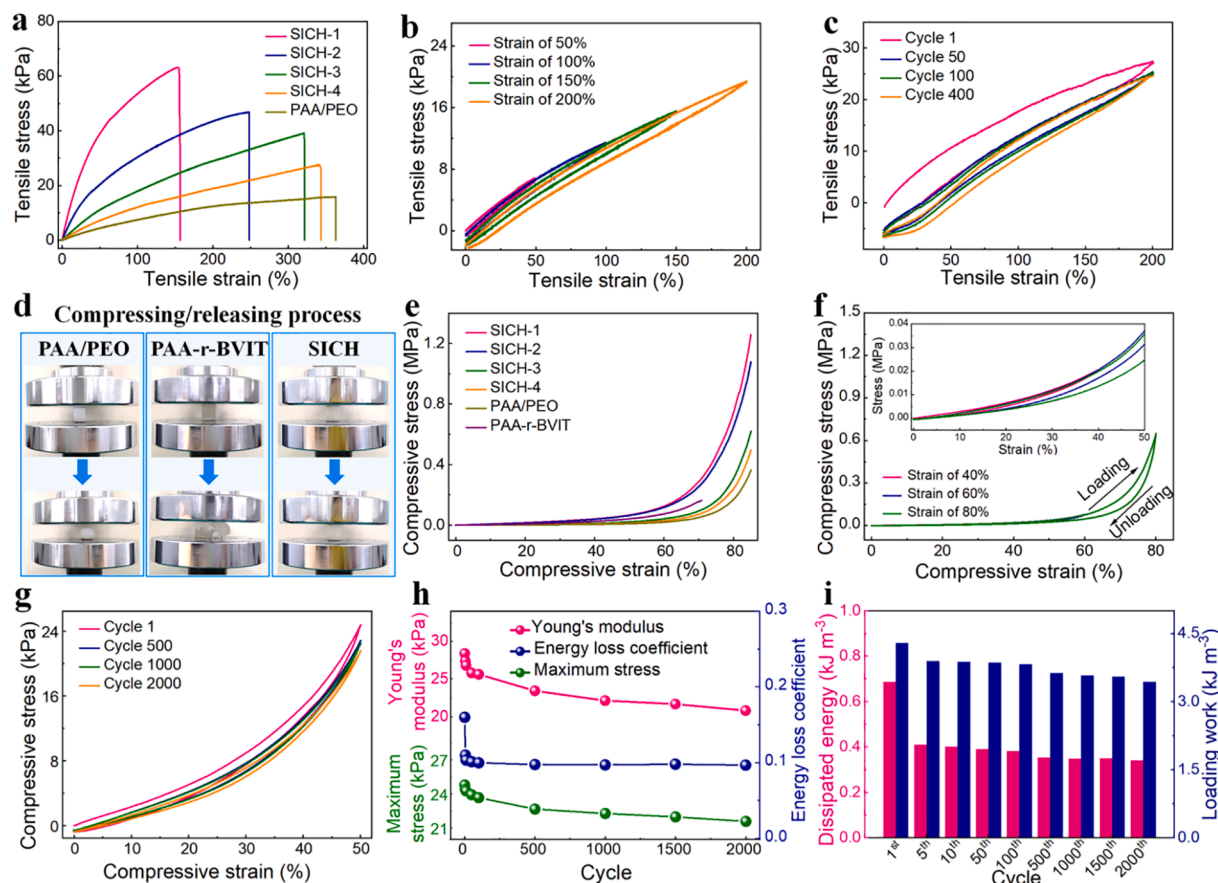 a
80
60
40
20
0
Tensile stress (kPa)
SICH-1
SICH-2
SICH-3
SICH-4
PAA/PEO
0 100 200 300 400
Tensile strain (%)
b
24
16
8
0
Tensile stress (kPa)
Strain of 50%
Strain of 100%
Strain of 150%
Strain of 200%
0 50 100 150 200
Tensile strain (%)
c
30
20
10
0
Tensile stress (kPa)
Cycle 1
Cycle 50
Cycle 100
Cycle 400
0 50 100 150 200
Tensile strain (%)
d
Compressing/releasing process
PAA/PEO PAA-r-BVIT SICH
e
1.2
0.8
0.4
0.0
Compressive stress (MPa)
SICH-1
SICH-2
SICH-3
SICH-4
PAA/PEO
PAA-r-BVIT
0 20 40 60 80
Compressive strain (%)
f
1.5
1.2
0.9
0.6
0.3
0.0
Compressive stress (MPa)
0.04
0.03
0.02
0.01
0.00
Stress (MPa)
0 10 20 30 40 50
Strain (%)
Strain of 40%
Strain of 60%
Strain of 80%
Loading
Unloading
0 20 40 60 80
Compressive strain (%)
g
24
16
8
0
Compressive stress (kPa)
Cycle 1
Cycle 500
Cycle 1000
Cycle 2000
0 10 20 30 40 50
Compressive strain (%)
h
30
25
20
Young's
modulus (kPa)
27
24
21
Maximum
stress (kPa)
Young's modulus
Energy loss coefficient
Maximum stress
0.3
0.2
0.1
0.0
Energy loss coefficient
0 500 1000 1500 2000
Cycle
i
1.0
0.8
0.6
0.4
0.2
0.0
Dissipated energy (kJ m⁻³)
4.5
3.0
1.5
0.0
Loading work (kJ m⁻³)
1st 5th 10th 50th 100th 500th 1000th 1500th 2000th
Cycle